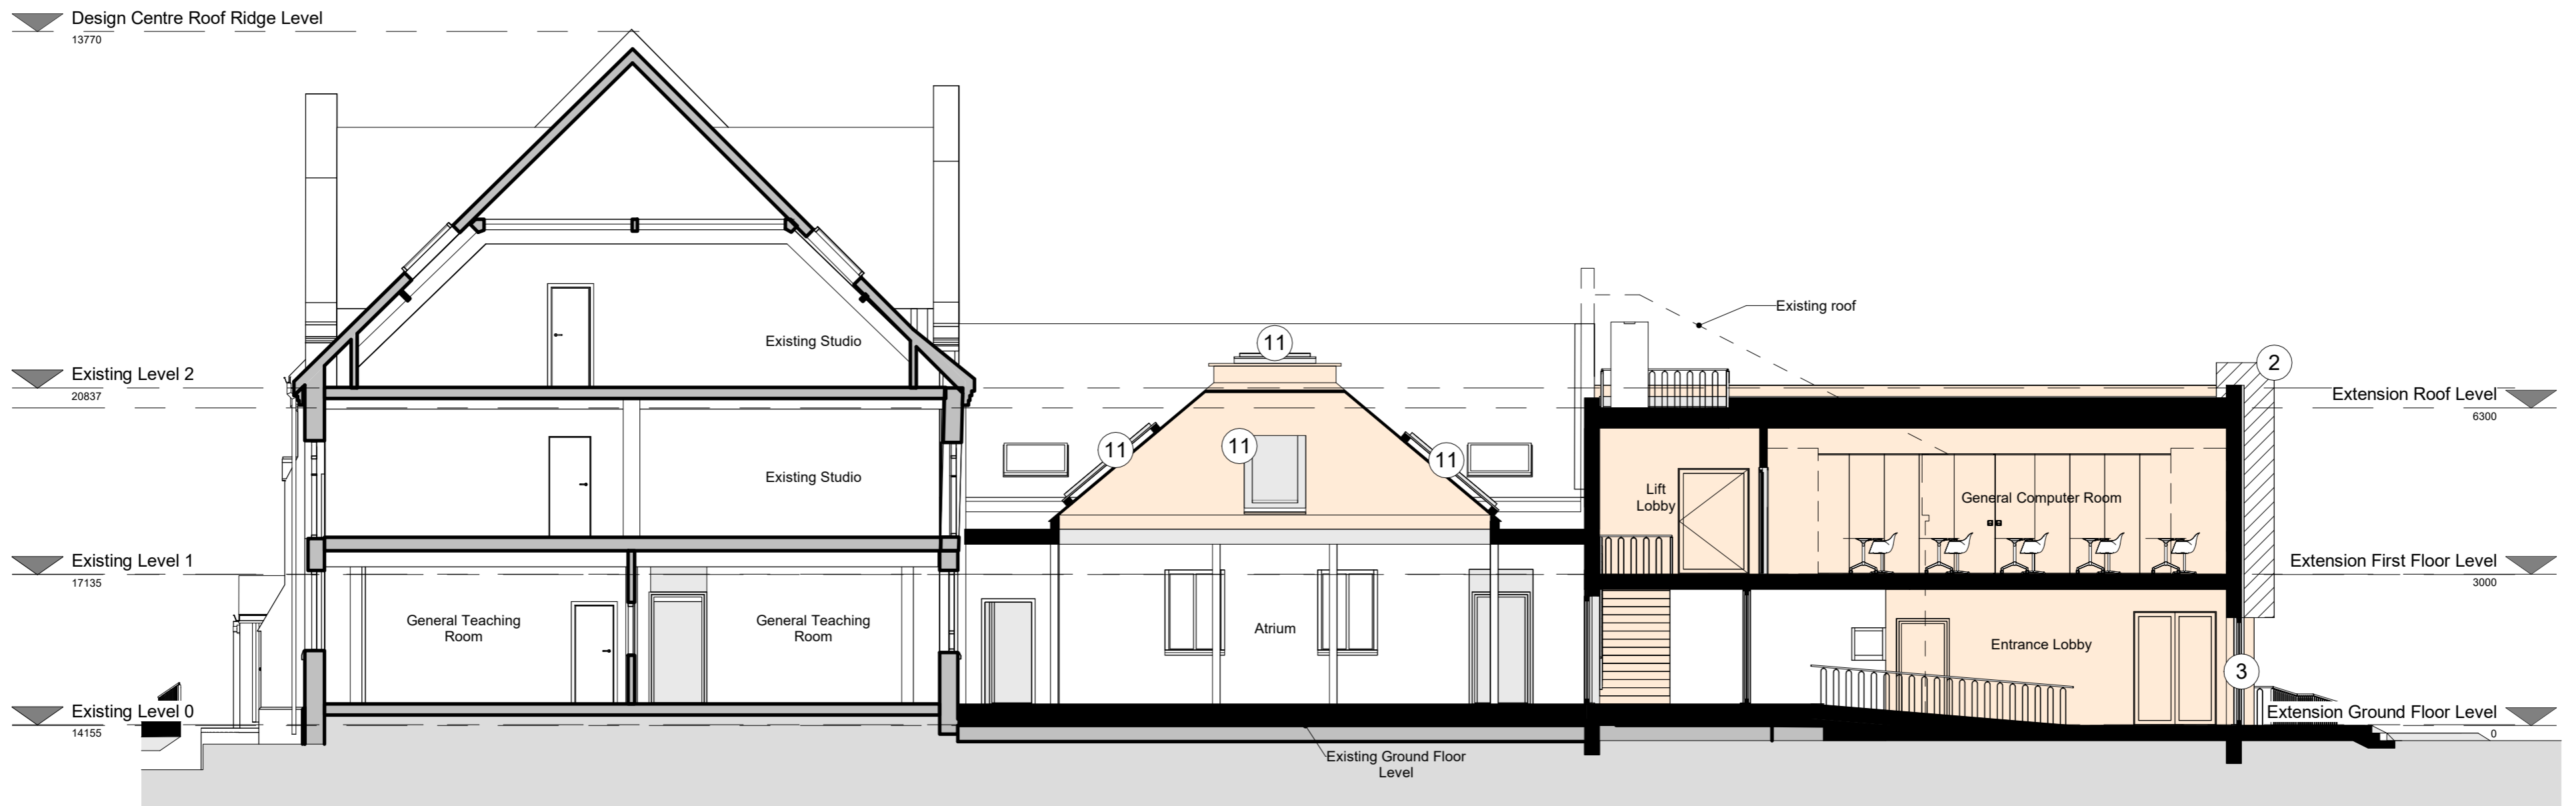 Design Centre Roof Ridge Level
13770
Existing roof
11
Existing Studio
2
Existing Level 2
20837
Extension Roof Level
6300
11
11
11
Existing Studio
Lift
Lobby
General Computer Room
Existing Level 1
17135
Extension First Floor Level
3000
General Teaching
Room
General Teaching
Room
Atrium
Entrance Lobby
3
Existing Level 0
14155
Extension Ground Floor Level
0
Existing Ground Floor
Level